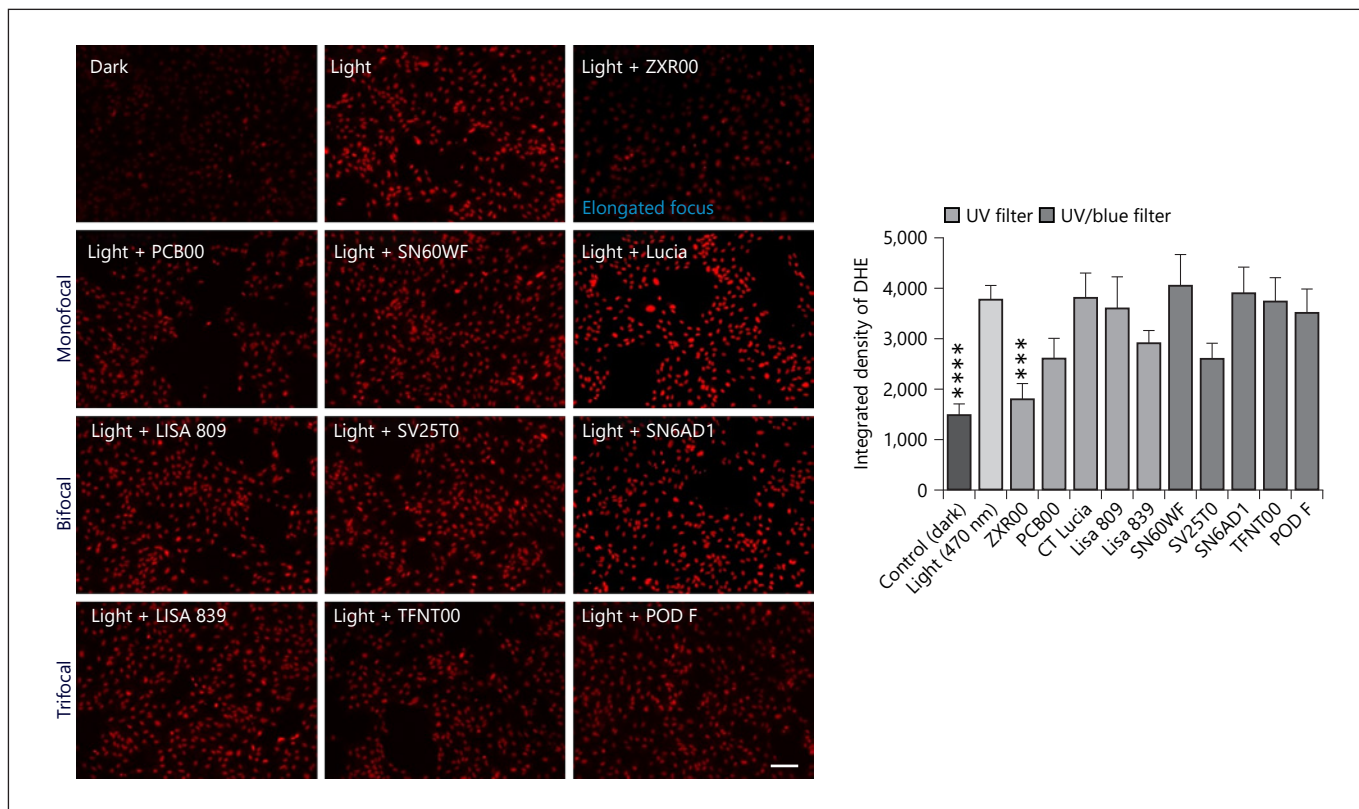 Dark
Light
Light + ZXR00
Elongated focus
Monofocal
Light + PCB00
Light + SN60WF
Light + Lucia
Bifocal
Light + LISA 809
Light + SV25T0
Light + SN6AD1
Trifocal
Light + LISA 839
Light + TFNT00
Light + POD F
UV filter
UV/blue filter
Integrated density of DHE
5,000
4,000
3,000
2,000
1,000
0
****
***
Control (dark)
Light (470 nm)
ZXR00
PCB00
CT Lucia
Lisa 809
Lisa 839
SN60WF
SV25T0
SN6AD1
TFNT00
POD F